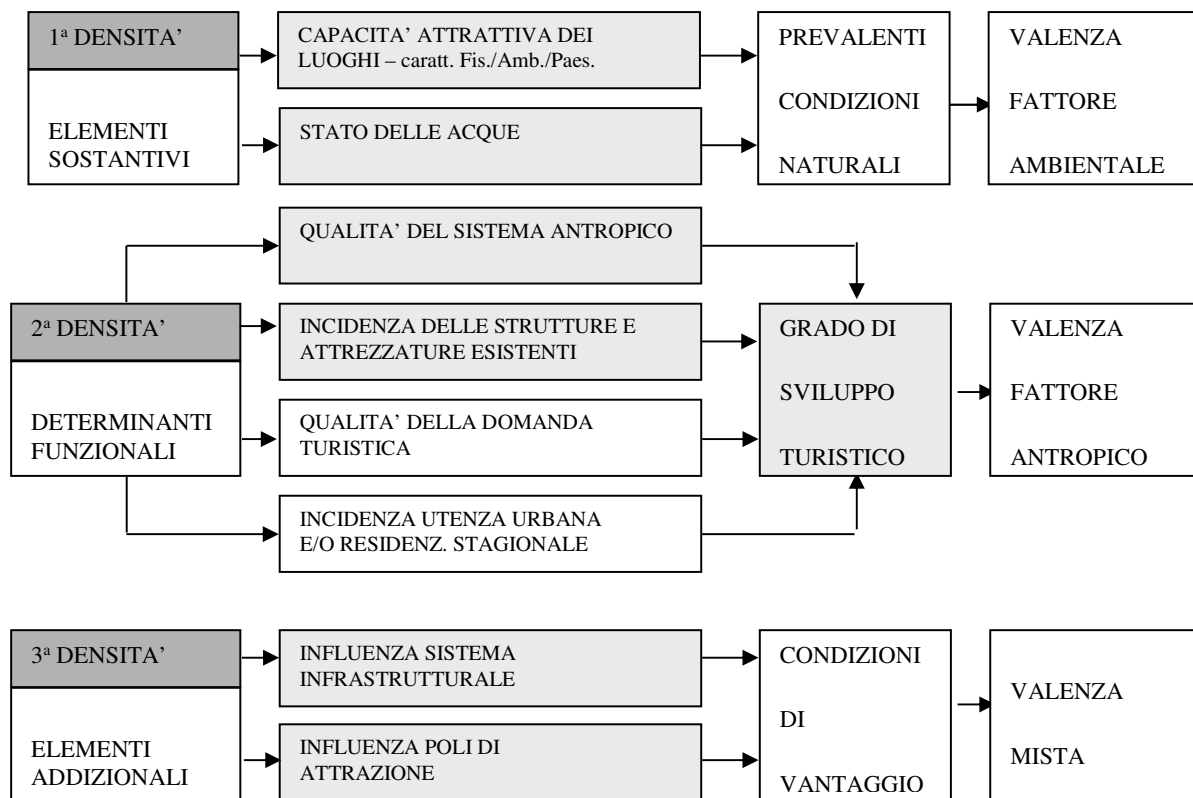 1ª DENSITA’
ELEMENTI
SOSTANTIVI
CAPACITA’ ATTRATTIVA DEI
LUOGHI – caratt. Fis./Amb./Paes.
STATO DELLE ACQUE
PREVALENTI
CONDIZIONI
NATURALI
VALENZA
FATTORE
AMBIENTALE
2ª DENSITA’
DETERMINANTI
FUNZIONALI
QUALITA’ DEL SISTEMA ANTROPICO
INCIDENZA DELLE STRUTTURE E
ATTREZZATURE ESISTENTI
QUALITA’ DELLA DOMANDA
TURISTICA
INCIDENZA UTENZA URBANA
E/O RESIDENZ. STAGIONALE
GRADO DI
SVILUPPO
TURISTICO
VALENZA
FATTORE
ANTROPICO
3ª DENSITA’
ELEMENTI
ADDIZIONALI
INFLUENZA SISTEMA
INFRASTRUTTURALE
INFLUENZA POLI DI
ATTRAZIONE
CONDIZIONI
DI
VANTAGGIO
VALENZA
MISTA